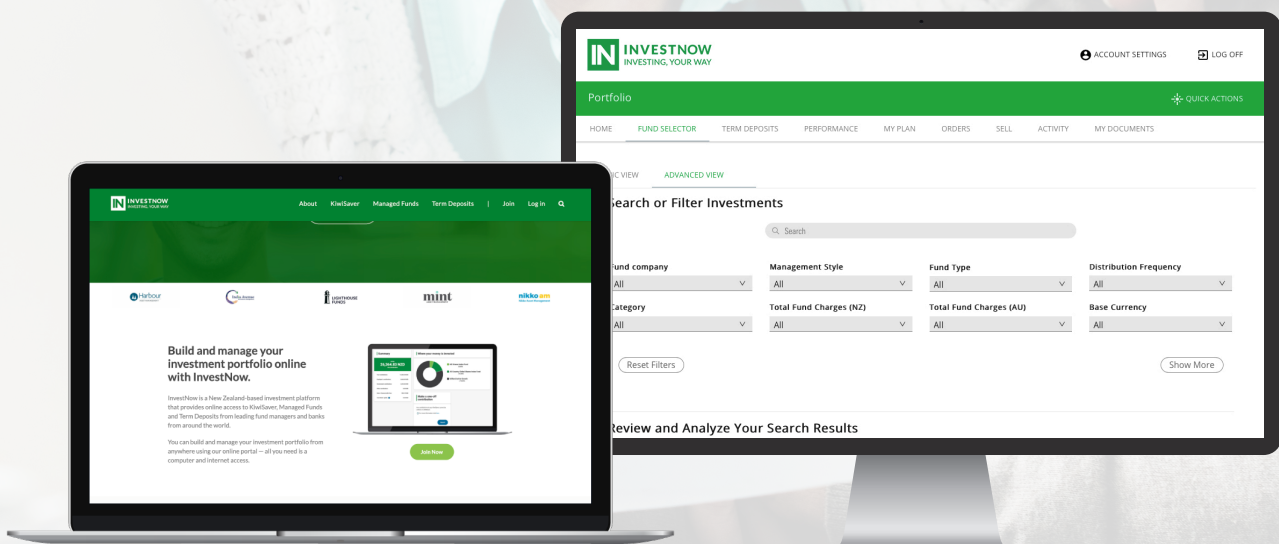 INVESTNOW
INVESTING, YOUR WAY
ACCOUNT SETTINGS
LOG OFF
Portfolio
QUICK ACTIONS
HOME FUND SELECTOR TERM DEPOSITS PERFORMANCE MY PLAN ORDERS SELL ACTIVITY MY DOCUMENTS
VIEW ADVANCED VIEW
Search or Filter Investments
Search
Fund company Management Style Fund Type Distribution Frequency
All All All All
Category Total Fund Charges (NZ) Total Fund Charges (AU) Base Currency
All All All All
Reset Filters Show More
Review and Analyze Your Search Results
IN INVESTNOW
INVESTING, YOUR WAY
About KiwiSaver Managed Funds Term Deposits | Join Log in
Harbour
LIGHTHOUSE
FUNDS
mint
nikko am
Build and manage your
investment portfolio online
with InvestNow.
InvestNow is a New Zealand-based investment platform
that provides online access to KiwiSaver, Managed Funds
and Term Deposits from leading fund managers and banks
from around the world.
You can build and manage your investment portfolio from
anywhere using our online portal — all you need is a
computer and internet access.
Join Now